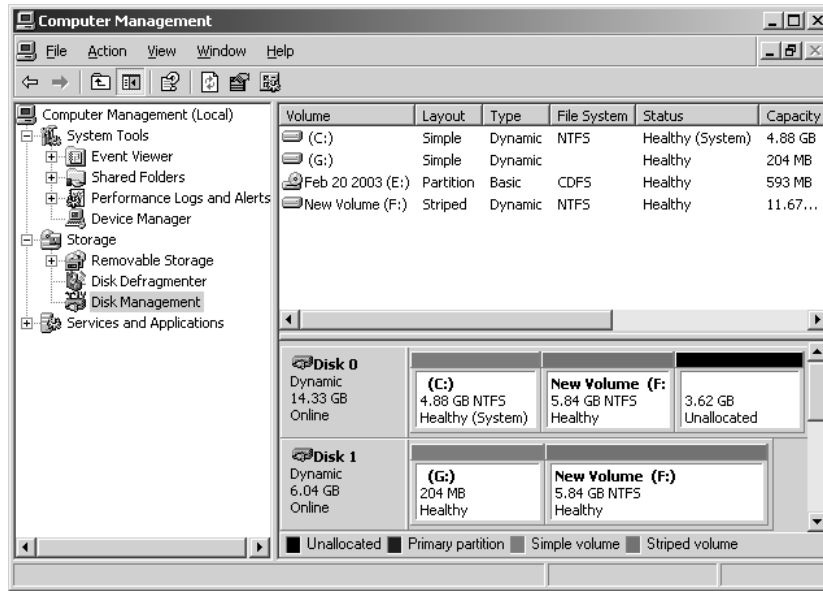 Computer Management
File Action View Window Help
Computer Management (Local)
System Tools
Event Viewer
Shared Folders
Performance Logs and Alerts
Device Manager
Storage
Removable Storage
Disk Defragmenter
Disk Management
Services and Applications
Volume Layout Type File System Status Capacity
(C:) Simple Dynamic NTFS Healthy (System) 4.88 GB
(G:) Simple Dynamic Healthy 204 MB
Feb 20 2003 (E:) Partition Basic CDFS Healthy 593 MB
New Volume (F:) Striped Dynamic NTFS Healthy 11.67...
Disk 0
Dynamic
14.33 GB
Online
(C:)
4.88 GB NTFS
Healthy (System)
New Volume (F:
5.84 GB NTFS
Healthy
3.62 GB
Unallocated
Disk 1
Dynamic
6.04 GB
Online
(G:)
204 MB
Healthy
New Volume (F:)
5.84 GB NTFS
Healthy
Unallocated Primary partition Simple volume Striped volume